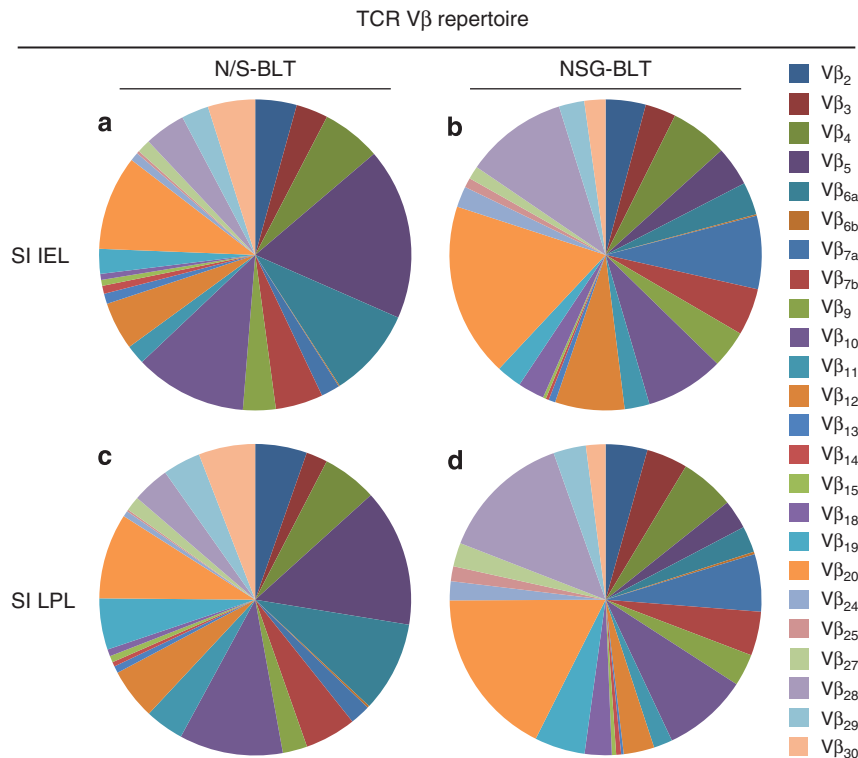 TCR Vβ repertoire
N/S-BLT
NSG-BLT
a
b
SI IEL
c
d
SI LPL
Vβ2
Vβ3
Vβ4
Vβ5
Vβ6a
Vβ6b
Vβ7a
Vβ7b
Vβ9
Vβ10
Vβ11
Vβ12
Vβ13
Vβ14
Vβ15
Vβ18
Vβ19
Vβ20
Vβ24
Vβ25
Vβ27
Vβ28
Vβ29
Vβ30